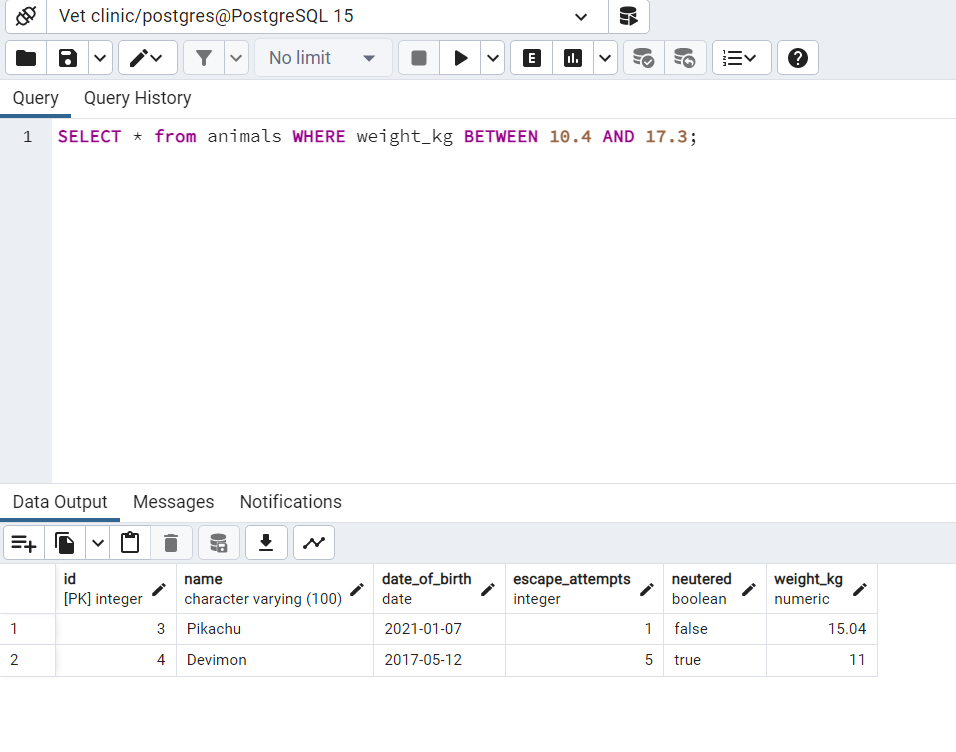 Vet clinic/postgres@PostgreSQL 15
No limit
E
Query Query History
1 SELECT * from animals WHERE weight_kg BETWEEN 10.4 AND 17.3;
Data Output Messages Notifications
id name date_of_birth escape_attempts neutered weight_kg
[PK] integer character varying (100) date integer boolean numeric
1 3 Pikachu 2021-01-07 1 false 15.04
2 4 Devimon 2017-05-12 5 true 11